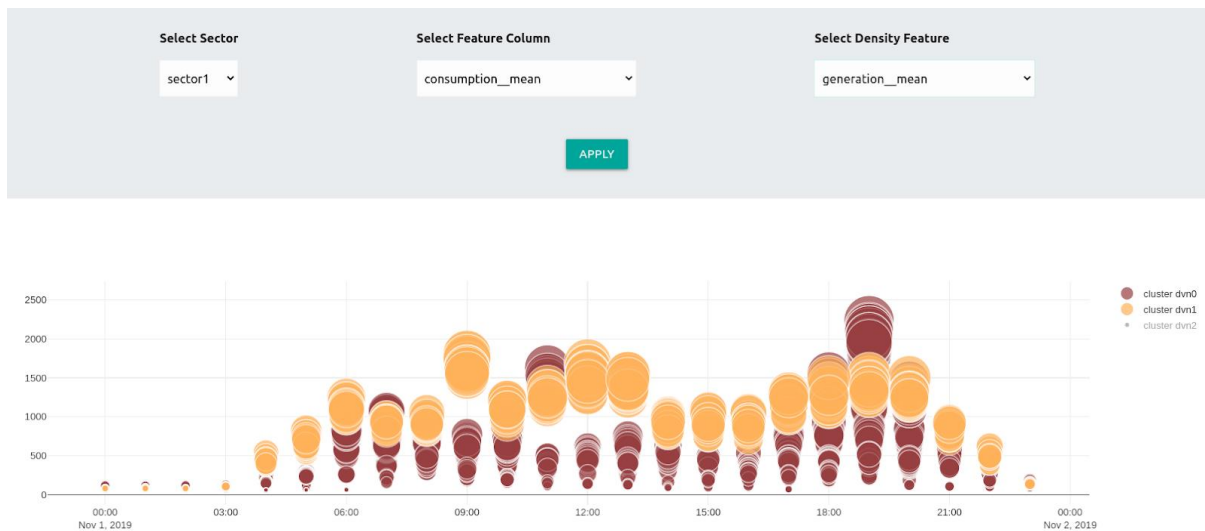 Select Sector Select Feature Column Select Density Feature
sector1 consumption__mean generation__mean
APPLY
cluster dvn0
cluster dvn1
cluster dvn2
2500
2000
1500
1000
500
0
00:00 03:00 06:00 09:00 12:00 15:00 18:00 21:00 00:00
Nov 1, 2019 Nov 2, 2019